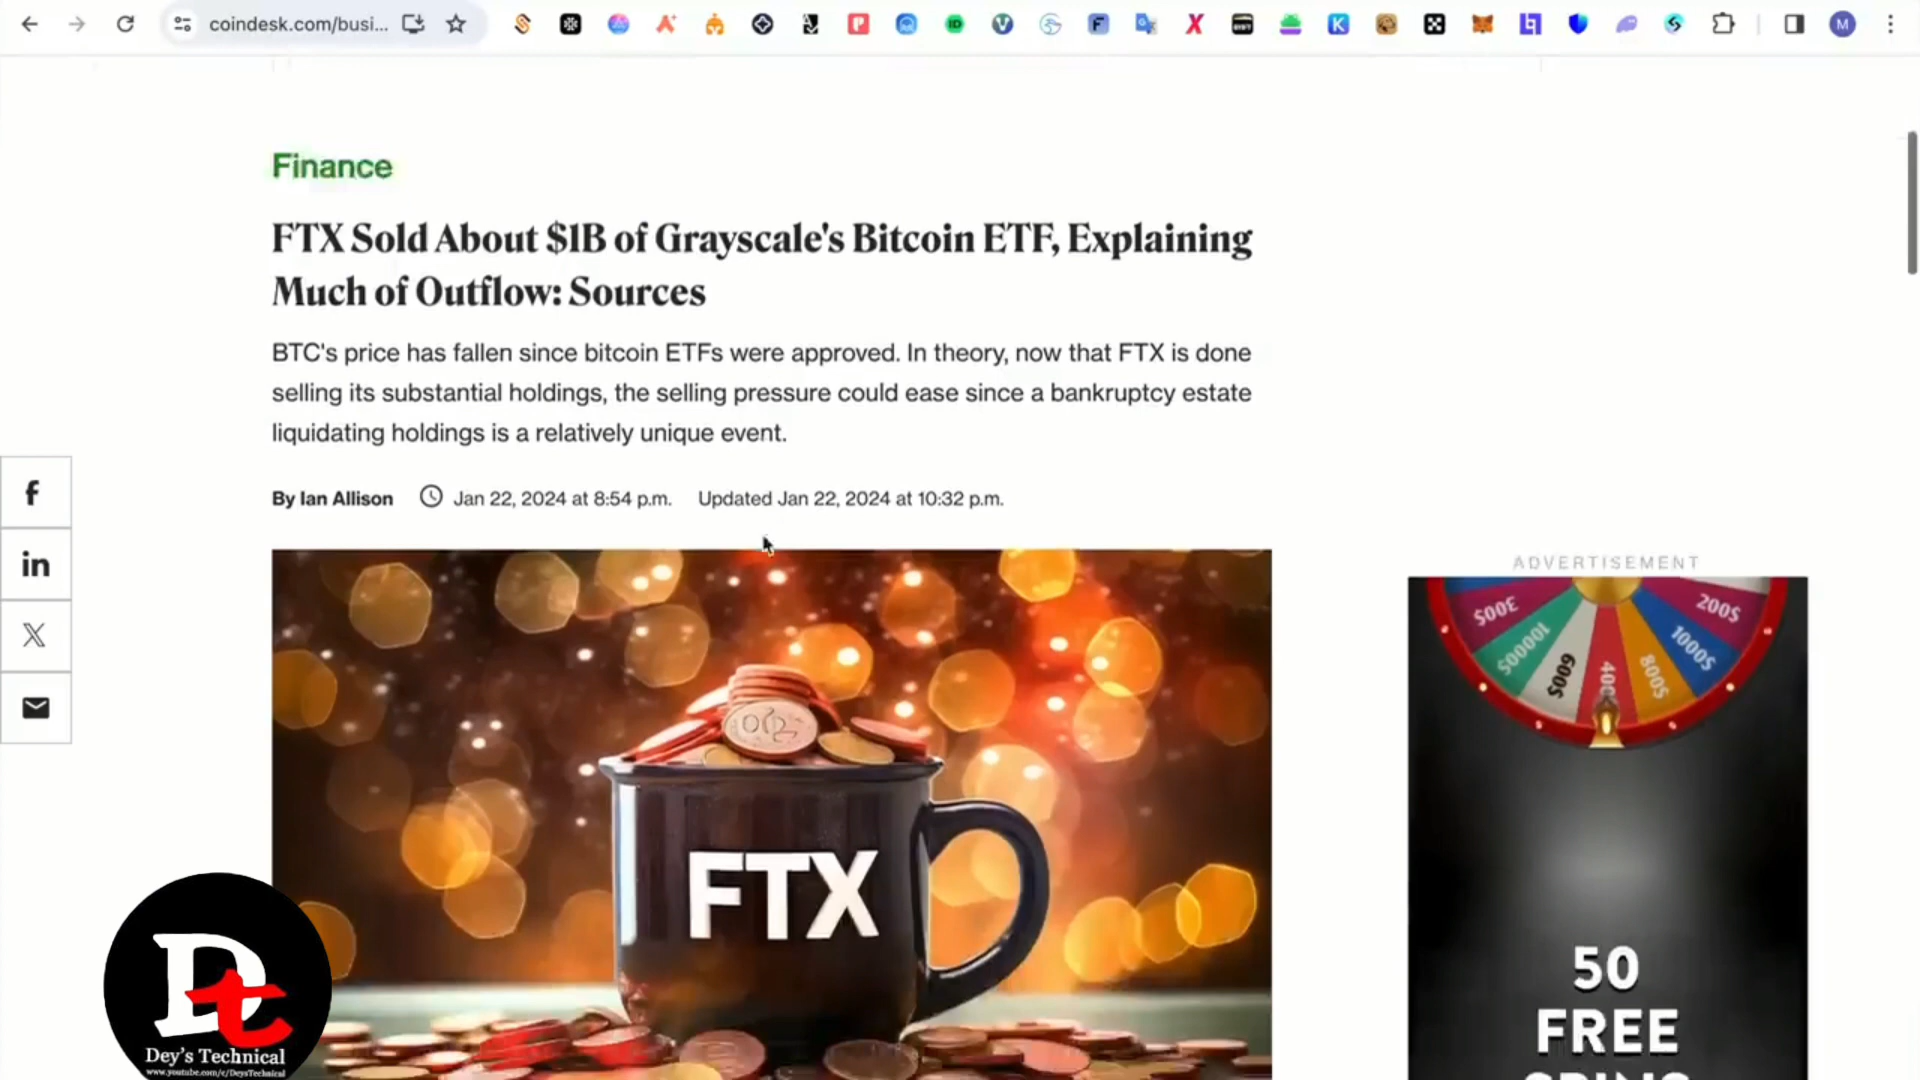 coindesk.com/busi...
M
Finance
FTX Sold About $1B of Grayscale's Bitcoin ETF, Explaining
Much of Outflow: Sources
BTC's price has fallen since bitcoin ETFs were approved. In theory, now that FTX is done
selling its substantial holdings, the selling pressure could ease since a bankruptcy estate
liquidating holdings is a relatively unique event.
By Ian Allison Jan 22, 2024 at 8:54 p.m. Updated Jan 22, 2024 at 10:32 p.m.
ADVERTISEMENT
300$
10000$
600$
800$
1000$
200$
FTX
50
FREE
SPINS
Dt
Dey's Technical
www.youtube.com/c/DeysTechnical